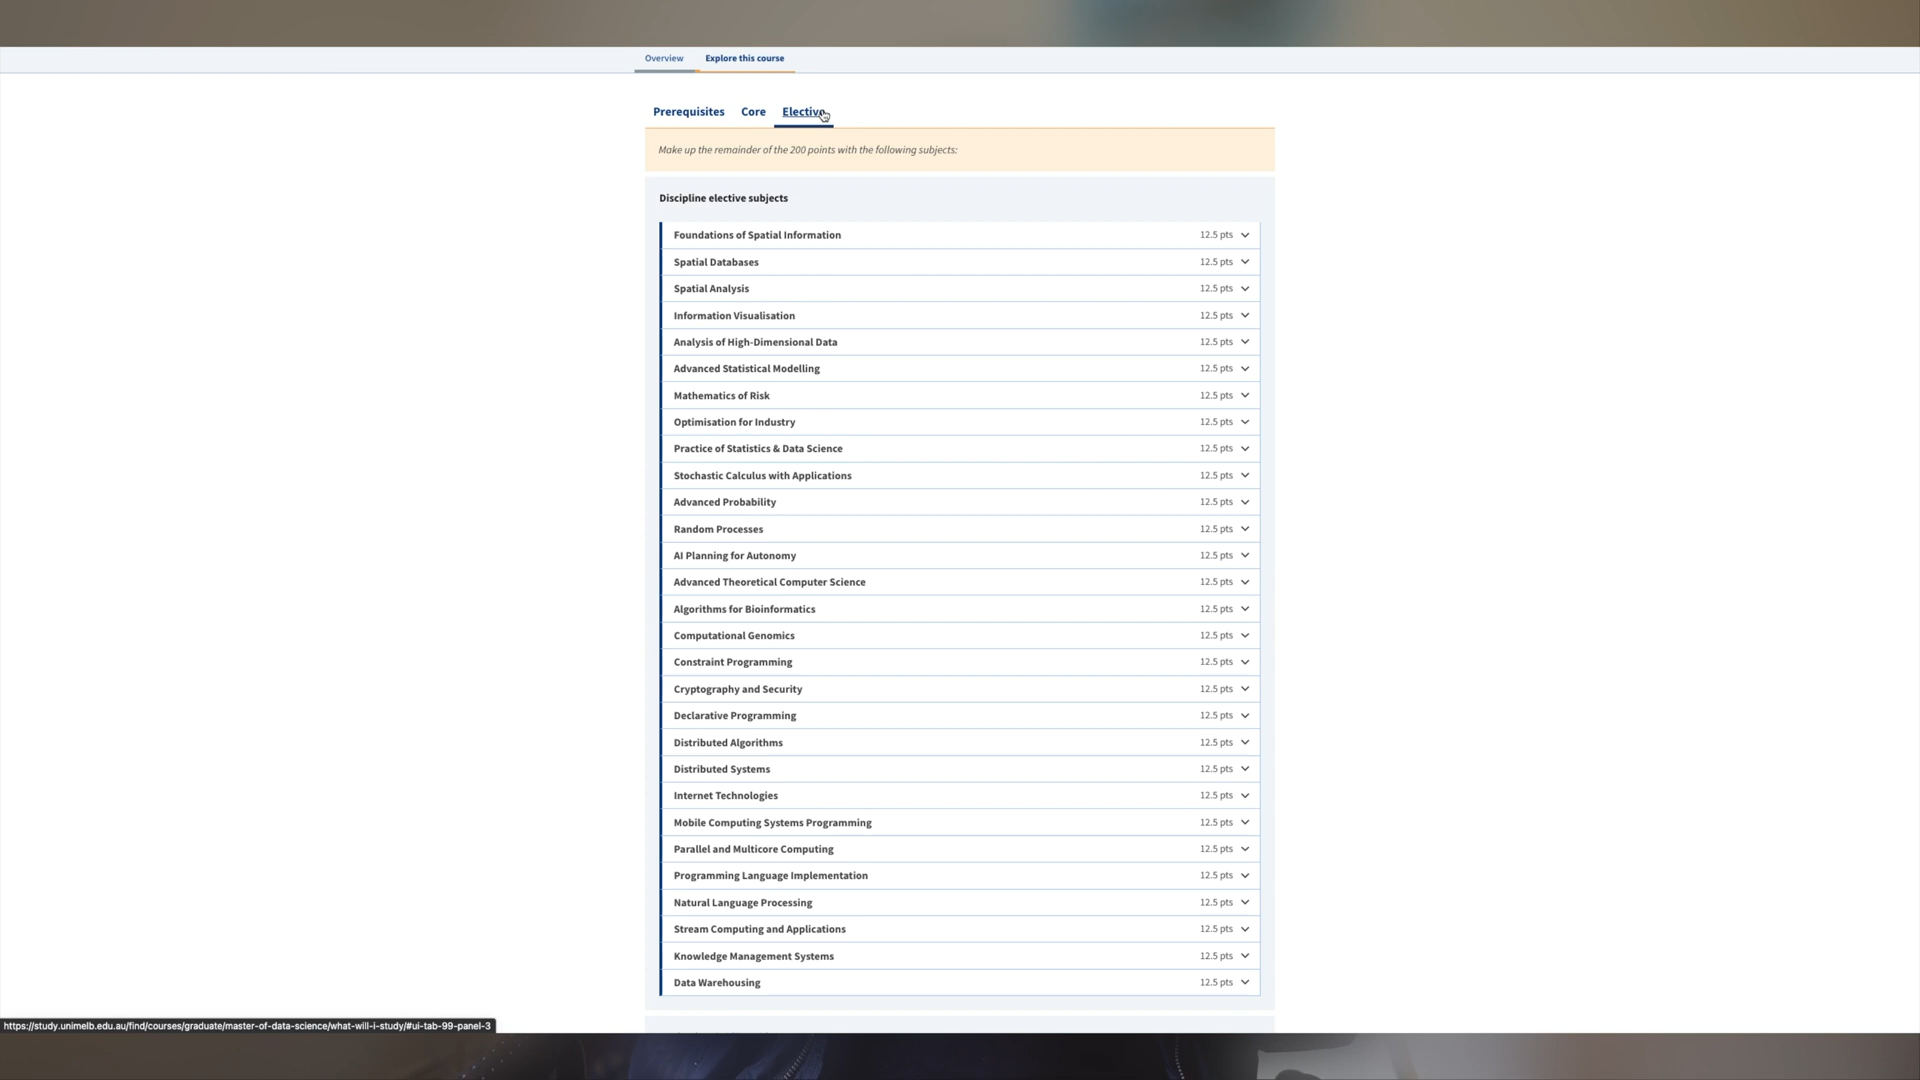 Overview Explore this course
Prerequisites Core Elective
Make up the remainder of the 200 points with the following subjects:
Discipline elective subjects
Foundations of Spatial Information 12.5 pts
Spatial Databases 12.5 pts
Spatial Analysis 12.5 pts
Information Visualisation 12.5 pts
Analysis of High-Dimensional Data 12.5 pts
Advanced Statistical Modelling 12.5 pts
Mathematics of Risk 12.5 pts
Optimisation for Industry 12.5 pts
Practice of Statistics & Data Science 12.5 pts
Stochastic Calculus with Applications 12.5 pts
Advanced Probability 12.5 pts
Random Processes 12.5 pts
AI Planning for Autonomy 12.5 pts
Advanced Theoretical Computer Science 12.5 pts
Algorithms for Bioinformatics 12.5 pts
Computational Genomics 12.5 pts
Constraint Programming 12.5 pts
Cryptography and Security 12.5 pts
Declarative Programming 12.5 pts
Distributed Algorithms 12.5 pts
Distributed Systems 12.5 pts
Internet Technologies 12.5 pts
Mobile Computing Systems Programming 12.5 pts
Parallel and Multicore Computing 12.5 pts
Programming Language Implementation 12.5 pts
Natural Language Processing 12.5 pts
Stream Computing and Applications 12.5 pts
Knowledge Management Systems 12.5 pts
Data Warehousing 12.5 pts
https://study.unimelb.edu.au/find/courses/graduate/master-of-data-science/what-will-i-study/#ui-tab-99-panel-3